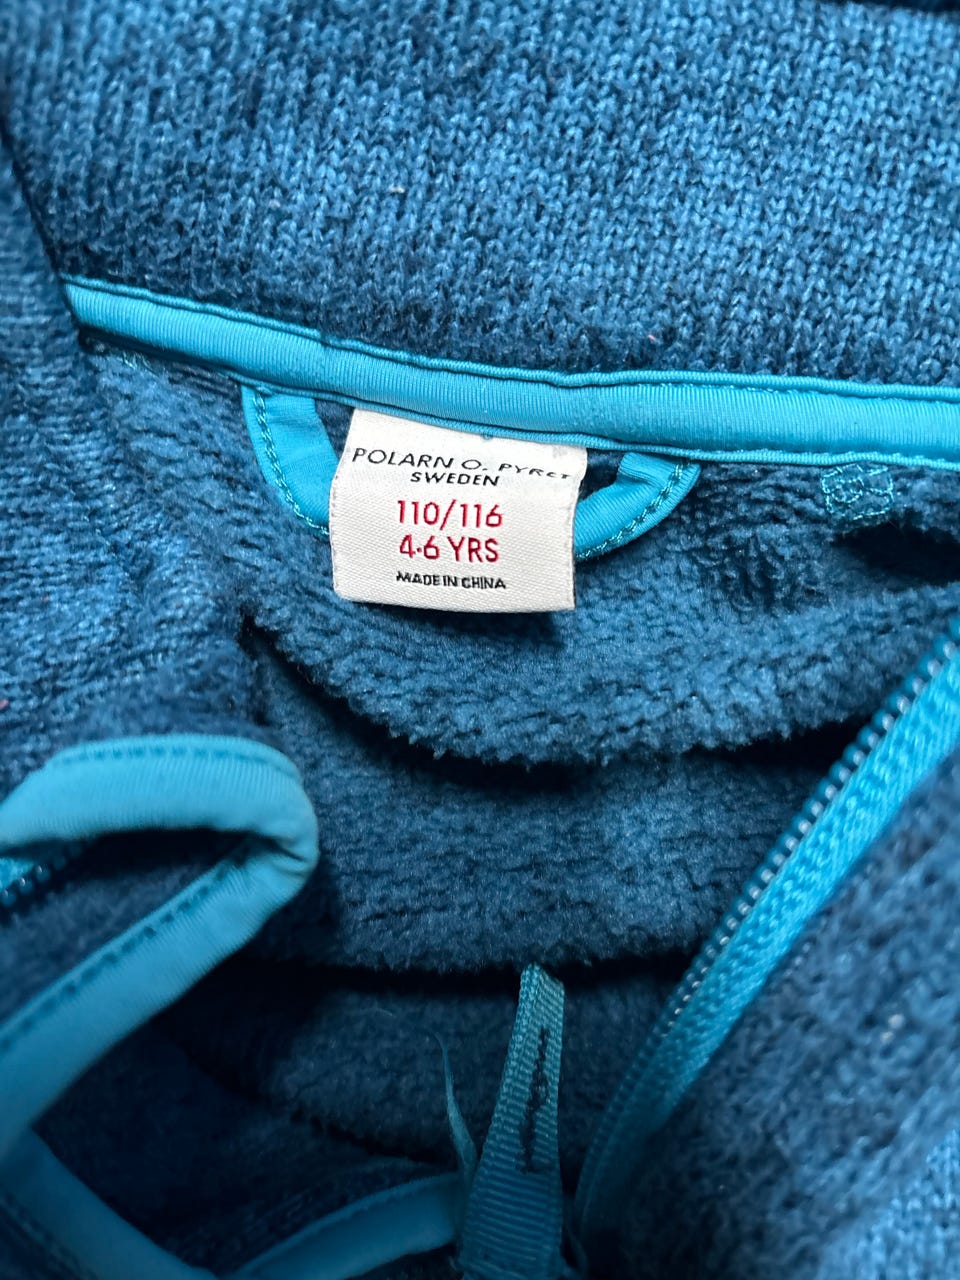 POLARN O. PYRET
SWEDEN
110/116
4-6 YRS
MADE IN CHINA